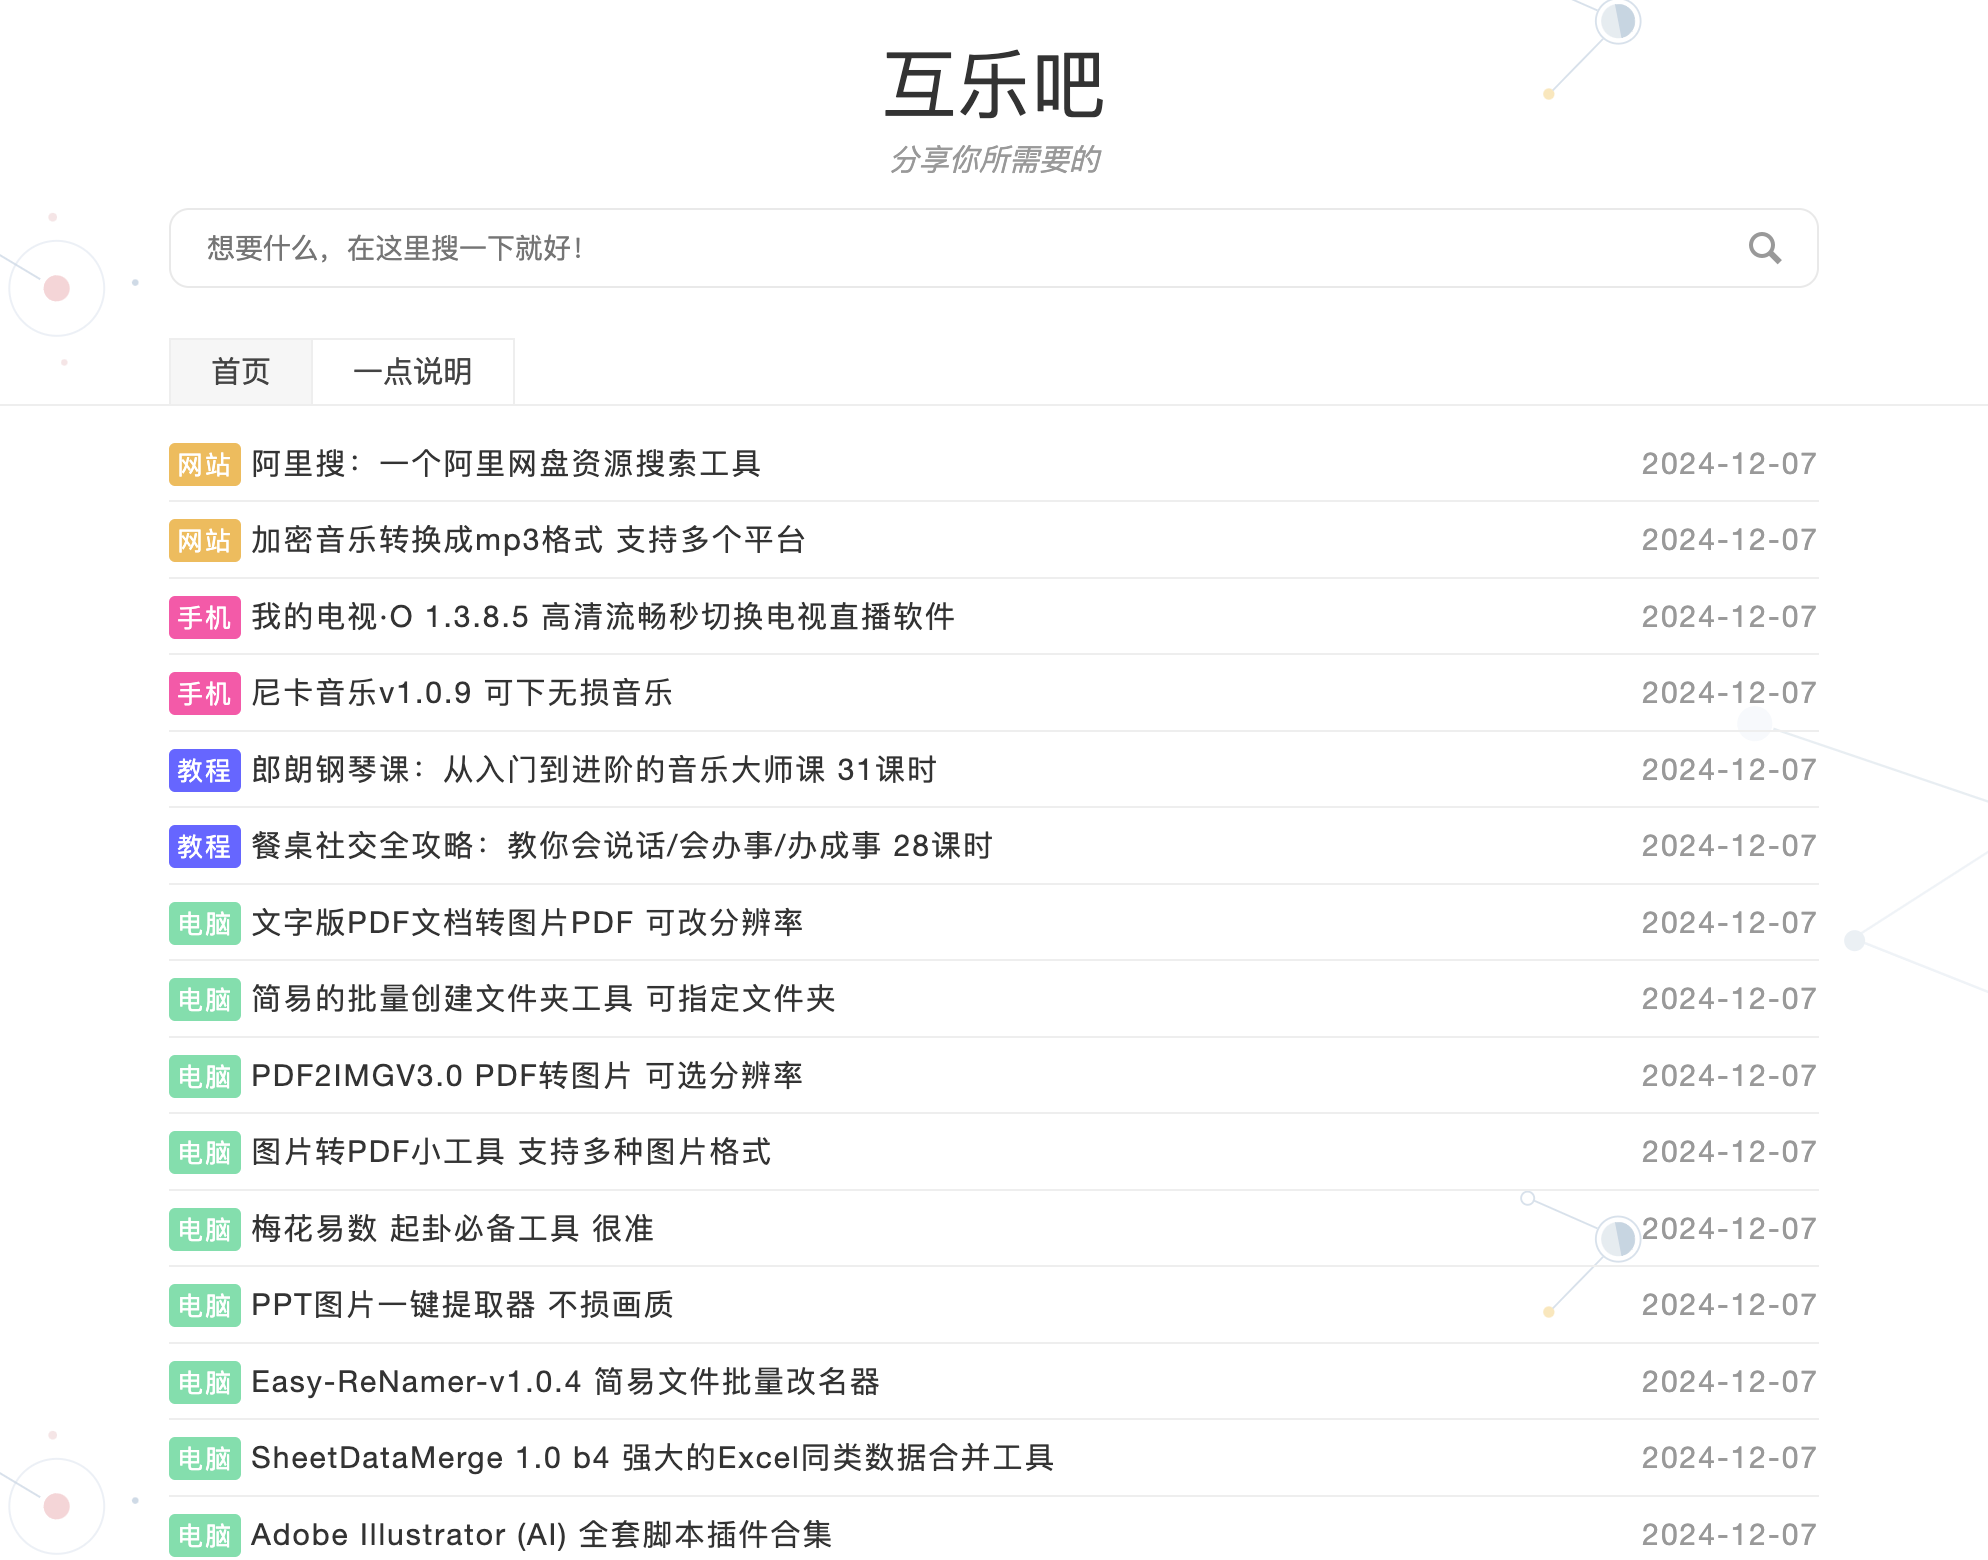 互乐吧
分享你所需要的
想要什么，在这里搜一下就好！
首页 一点说明
网站 阿里搜：一个阿里网盘资源搜索工具 2024-12-07
网站 加密音乐转换成mp3格式 支持多个平台 2024-12-07
手机 我的电视·O 1.3.8.5 高清流畅秒切换电视直播软件 2024-12-07
手机 尼卡音乐v1.0.9 可下无损音乐 2024-12-07
教程 郎朗钢琴课：从入门到进阶的音乐大师课 31课时 2024-12-07
教程 餐桌社交全攻略：教你会说话/会办事/办成事 28课时 2024-12-07
电脑 文字版PDF文档转图片PDF 可改分辨率 2024-12-07
电脑 简易的批量创建文件夹工具 可指定文件夹 2024-12-07
电脑 PDF2IMGV3.0 PDF转图片 可选分辨率 2024-12-07
电脑 图片转PDF小工具 支持多种图片格式 2024-12-07
电脑 梅花易数 起卦必备工具 很准 2024-12-07
电脑 PPT图片一键提取器 不损画质 2024-12-07
电脑 Easy-ReNamer-v1.0.4 简易文件批量改名器 2024-12-07
电脑 SheetDataMerge 1.0 b4 强大的Excel同类数据合并工具 2024-12-07
电脑 Adobe Illustrator (AI) 全套脚本插件合集 2024-12-07